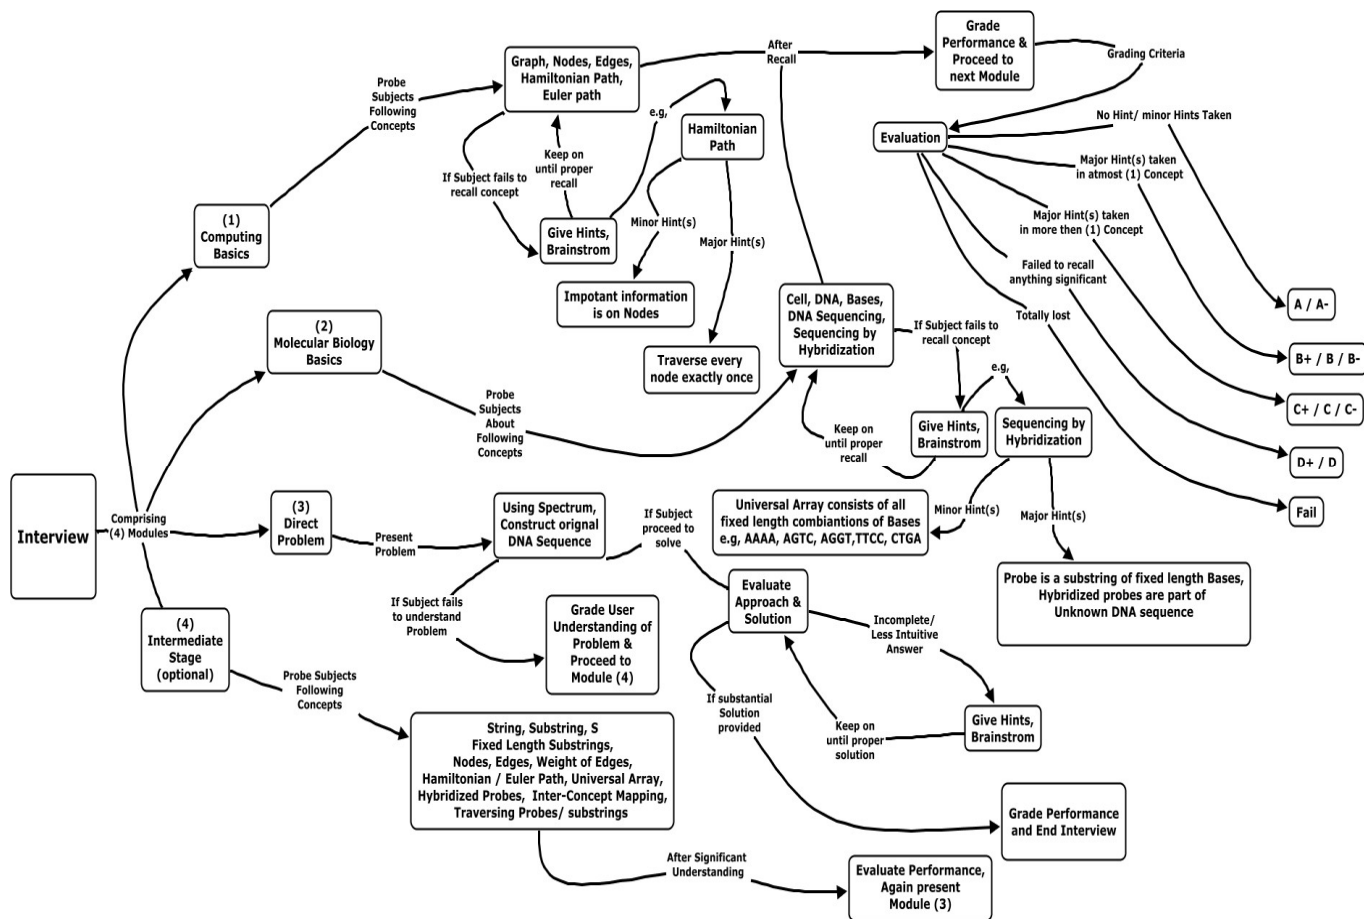 Grade
Performance &
Proceed to
next Module
After
Recall
Grading Criteria
Graph, Nodes, Edges,
Hamiltonian Path,
Euler path
Probe
Subjects
Following
Concepts
e.g,
Hamiltonian
Path
No Hint/ minor Hints Taken
Evaluation
Keep on
until proper
recall
If Subject fails to
recall concept
Major Hint(s) taken
in atmost (1) Concept
(1)
Computing
Basics
Give Hints,
Brainstrom
Minor Hint(s)
Major Hint(s)
Major Hint(s) taken
in more then (1) Concept
Failed to recall
anything significant
Impotant information
is on Nodes
Cell, DNA, Bases,
DNA Sequencing,
Sequencing by
Hybridization
Totally lost
A / A-
(2)
Molecular Biology
Basics
If Subject fails to
recall concept
Traverse every
node exactly once
e.g,
B+ / B / B-
C+ / C / C-
Probe
Subjects
About
Following
Concepts
Keep on
until proper
recall
Give Hints,
Brainstrom
Sequencing by
Hybridization
D+ / D
Interview
Comprising
(4) Modules
(3)
Direct
Problem
Present
Problem
Using Spectrum,
Construct orignal
DNA Sequence
If Subject
proceed to
solve
Universal Array consists of all
fixed length combiantions of Bases
e.g, AAAA, AGTC, AGGT,TTCC, CTGA
Minor Hint(s)
Major Hint(s)
Fail
Probe is a substring of fixed length Bases,
Hybridized probes are part of
Unknown DNA sequence
If Subject fails
to understand
Problem
Grade User
Understanding of
Problem &
Proceed to
Module (4)
Evaluate
Approach &
Solution
Incomplete/
Less Intuitive
Answer
(4)
Intermediate
Stage
(optional)
Probe Subjects
Following
Concepts
If substantial
Solution
provided
Keep on
until proper
solution
Give Hints,
Brainstrom
String, Substring, S
Fixed Length Substrings,
Nodes, Edges, Weight of Edges,
Hamiltonian / Euler Path, Universal Array,
Hybridized Probes, Inter-Concept Mapping,
Traversing Probes/ substrings
Grade Performance
and End Interview
After Significant
Understanding
Evaluate Performance,
Again present
Module (3)